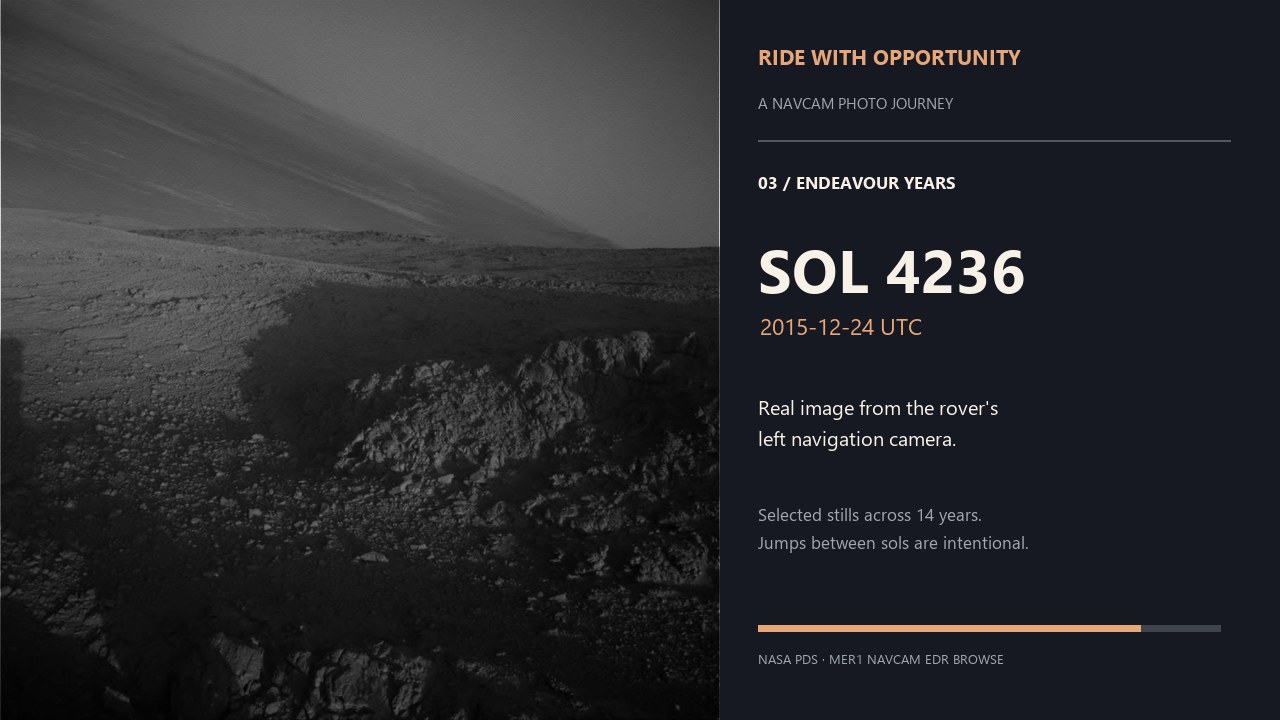 RIDE WITH OPPORTUNITY
A NAVCAM PHOTO JOURNEY
03 / ENDEAVOUR YEARS
SOL 4236
2015-12-24 UTC
Real image from the rover's
left navigation camera.
Selected stills across 14 years.
Jumps between sols are intentional.
NASA PDS · MER1 NAVCAM EDR BROWSE